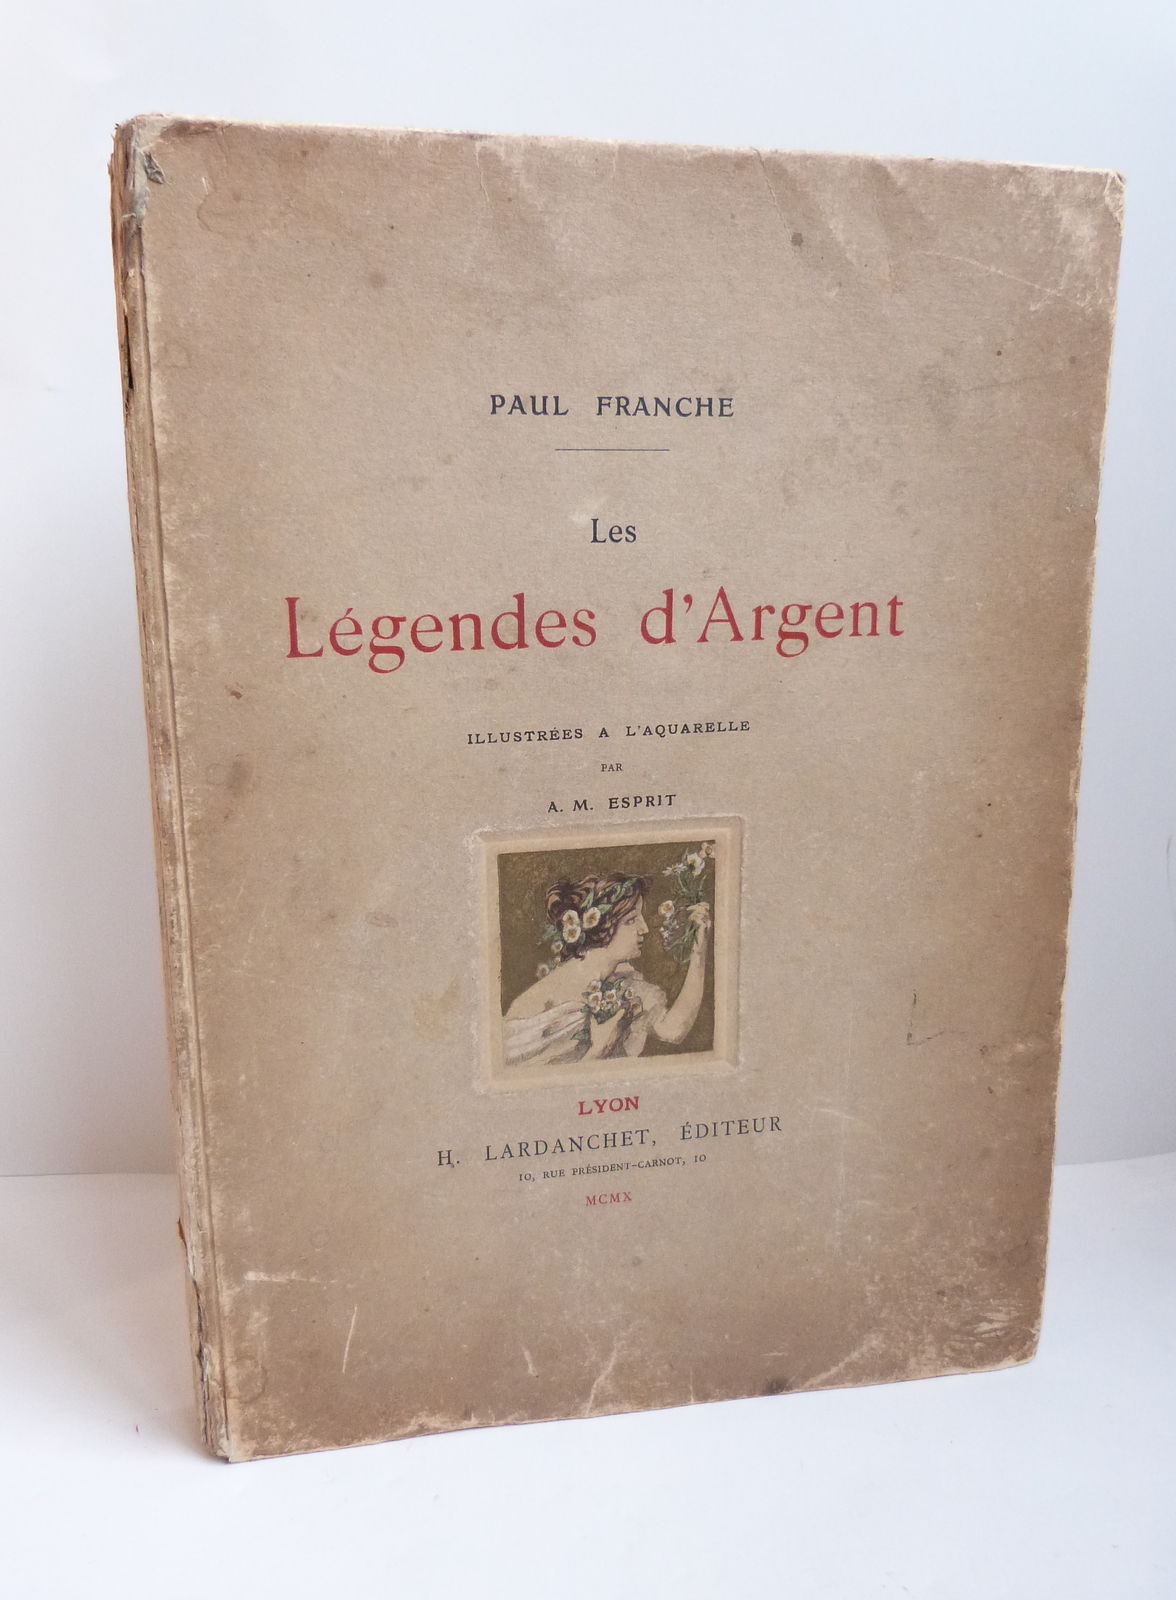 PAUL FRANCHE
Les
Légendes d'Argent
ILLUSTRÉES A L'AQUARELLE
PAR
A. M. ESPRIT
LYON
H. LARDANCHET, ÉDITEUR
10, RUE PRÉSIDENT-CARNOT, 10
MCMX